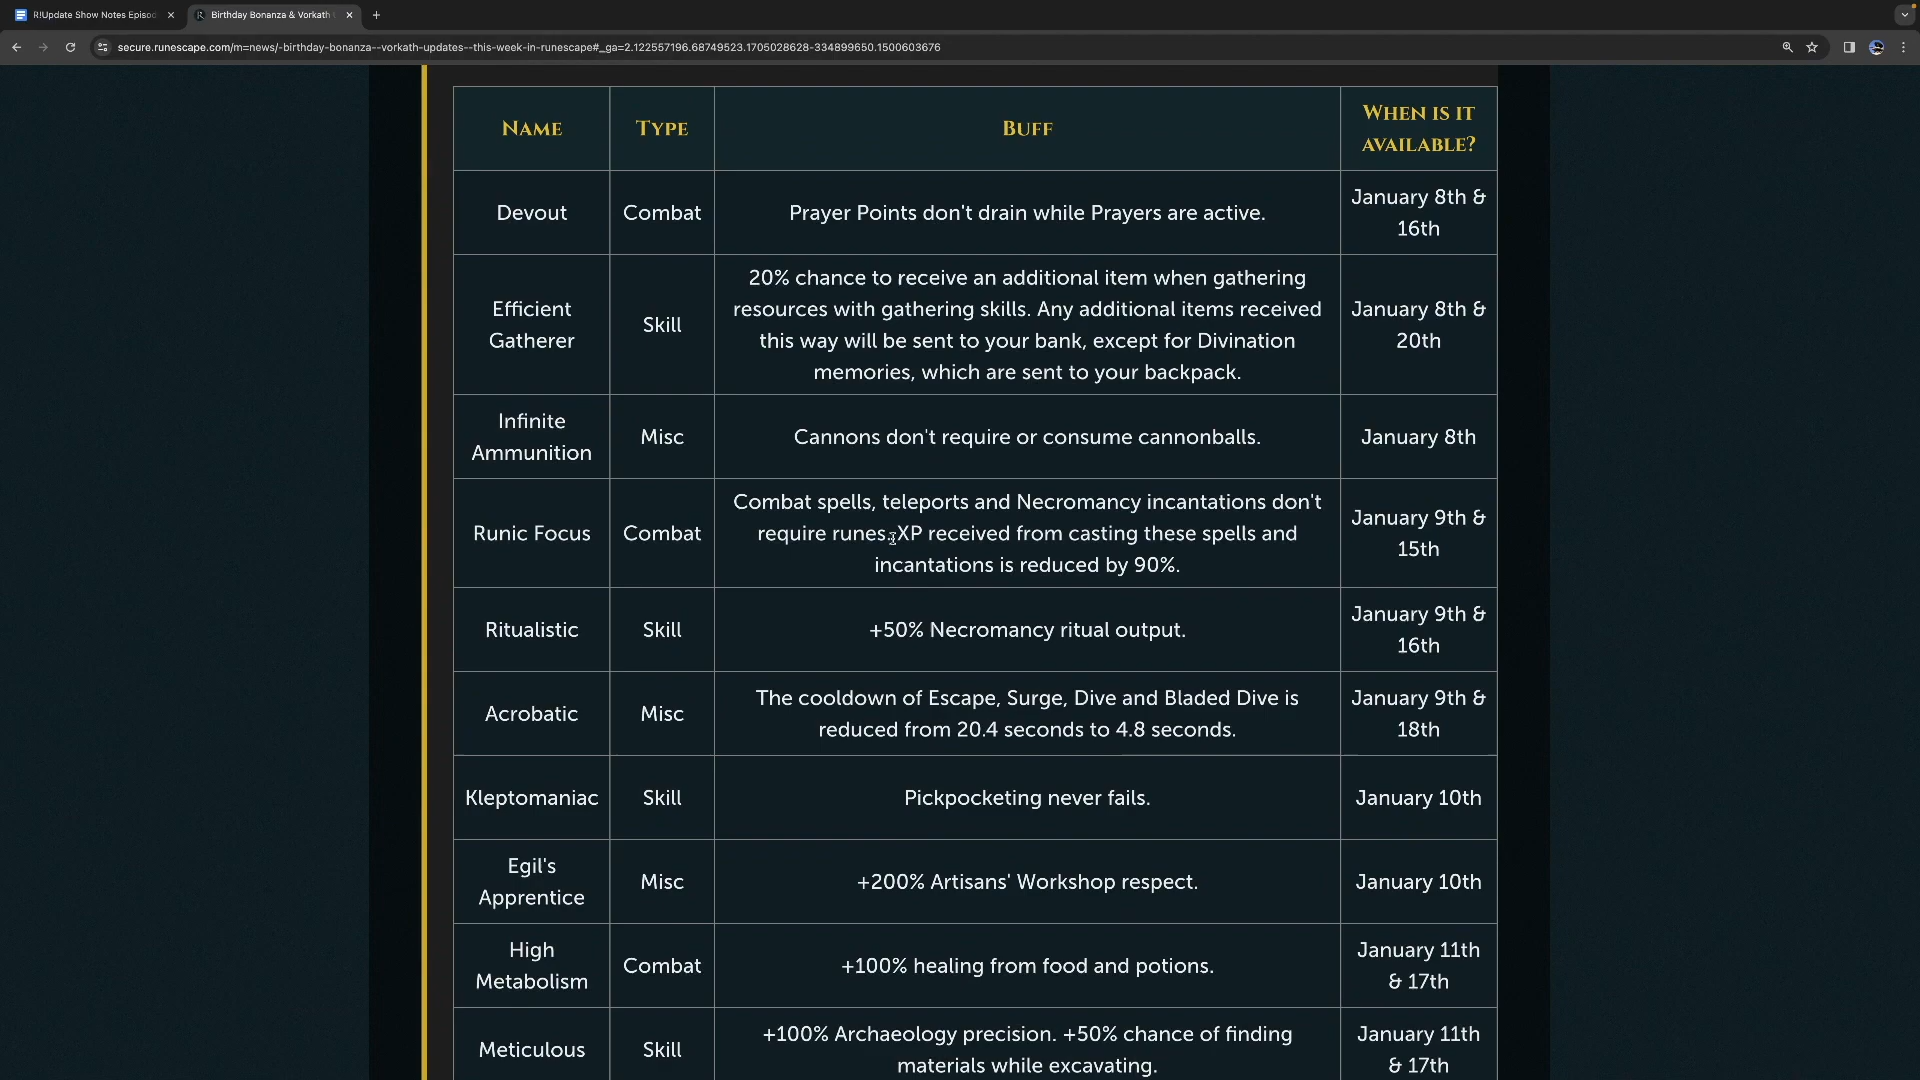 R!Update Show Notes Episod
Birthday Bonanza & Vorkath
secure.runescape.com/m=news/-birthday-bonanza--vorkath-updates--this-week-in-runescape#_ga=2.122557196.68749523.1705028628-334899650.1500603676
Name
Type
Buff
When is it
available?
Devout
Combat
Prayer Points don't drain while Prayers are active.
January 8th &
16th
Efficient
Gatherer
Skill
20% chance to receive an additional item when gathering
resources with gathering skills. Any additional items received
this way will be sent to your bank, except for Divination
memories, which are sent to your backpack.
January 8th &
20th
Infinite
Ammunition
Misc
Cannons don't require or consume cannonballs.
January 8th
Runic Focus
Combat
Combat spells, teleports and Necromancy incantations don't
require runes. XP received from casting these spells and
incantations is reduced by 90%.
January 9th &
15th
Ritualistic
Skill
+50% Necromancy ritual output.
January 9th &
16th
Acrobatic
Misc
The cooldown of Escape, Surge, Dive and Bladed Dive is
reduced from 20.4 seconds to 4.8 seconds.
January 9th &
18th
Kleptomaniac
Skill
Pickpocketing never fails.
January 10th
Egil's
Apprentice
Misc
+200% Artisans' Workshop respect.
January 10th
High
Metabolism
Combat
+100% healing from food and potions.
January 11th
& 17th
Meticulous
Skill
+100% Archaeology precision. +50% chance of finding
materials while excavating.
January 11th
& 17th